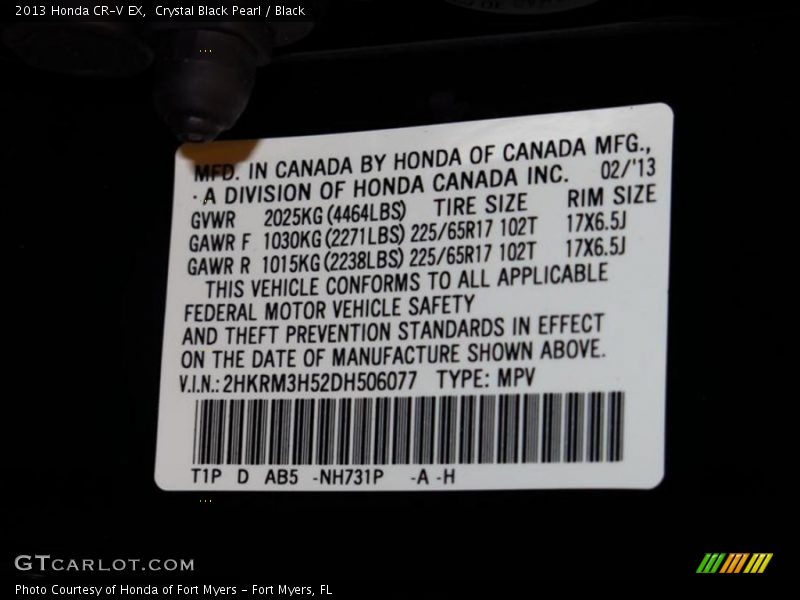 2013 Honda CR-V EX,  Crystal Black Pearl / Black
MFD. IN CANADA BY HONDA OF CANADA MFG.,
A DIVISION OF HONDA CANADA INC. 02/'13
GVWR 2025KG (4464LBS) TIRE SIZE RIM SIZE
GAWR F 1030KG (2271LBS) 225/65R17 102T 17X6.5J
GAWR R 1015KG (2238LBS) 225/65R17 102T 17X6.5J
THIS VEHICLE CONFORMS TO ALL APPLICABLE
FEDERAL MOTOR VEHICLE SAFETY
AND THEFT PREVENTION STANDARDS IN EFFECT
ON THE DATE OF MANUFACTURE SHOWN ABOVE.
V.I.N.: 2HKRM3H52DH506077 TYPE: MPV
T1P D AB5 -NH731P -A -H
GTCARLOT.COM
Photo Courtesy of Honda of Fort Myers - Fort Myers, FL